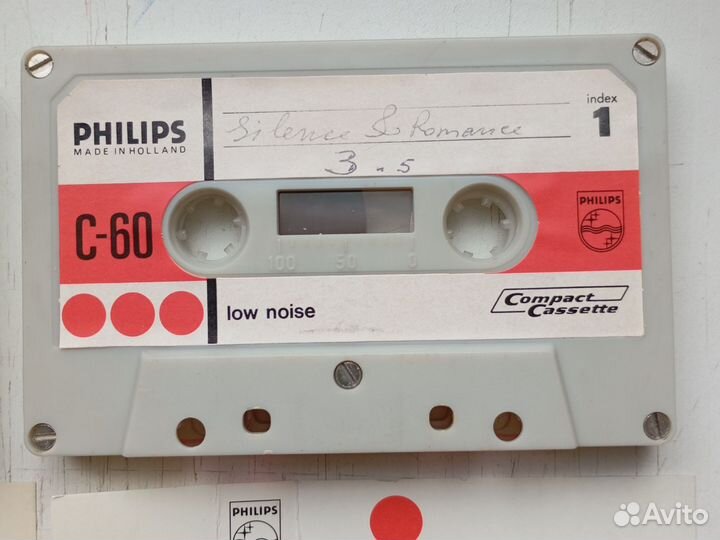 PHILIPS
MADE IN HOLLAND
Silence & Romance
3.5
index
1
C-60
PHILIPS
100 50 0
low noise
Compact
Cassette
PHILIPS
Avito